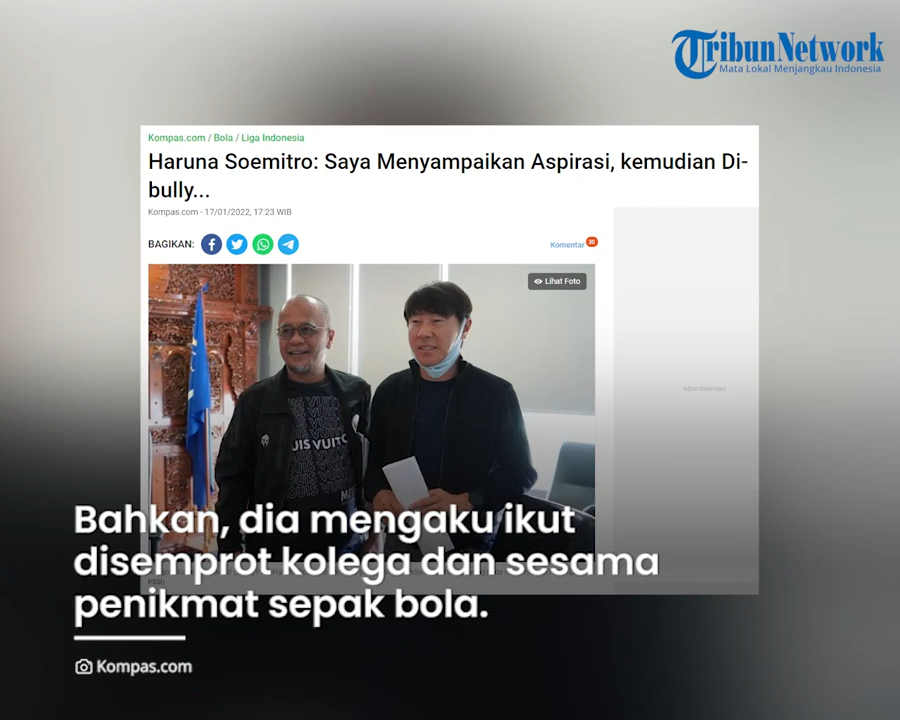 TribunNetwork
Mata Lokal Menjangkau Indonesia
Kompas.com / Bola / Liga Indonesia
Haruna Soemitro: Saya Menyampaikan Aspirasi, kemudian Di-
bully...
Kompas.com - 17/01/2022, 17:23 WIB
BAGIKAN:
Komentar 30
Lihat Foto
Advertisement
Bahkan, dia mengaku ikut
disemprot kolega dan sesama
penikmat sepak bola.
PSSI)
Kompas.com